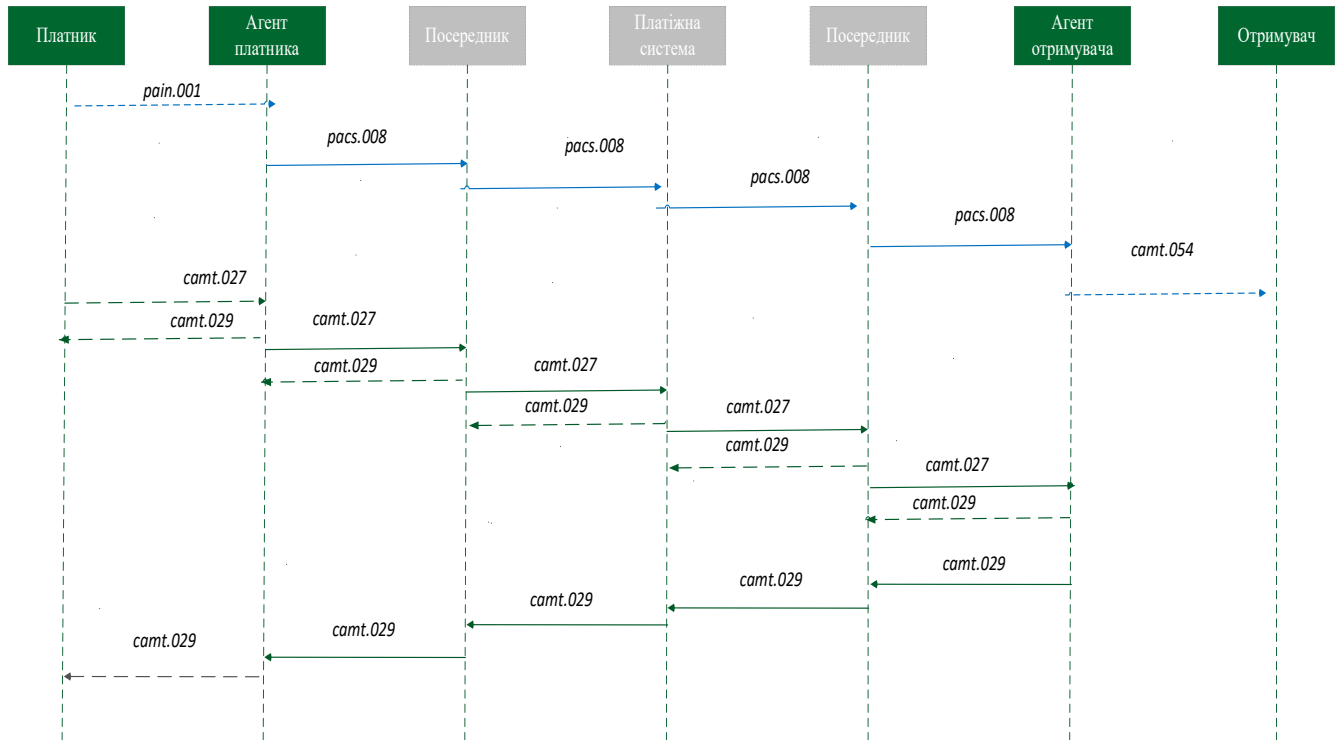 Платник
Агент
платника
Посередник
Платіжна
система
Посередник
Агент
отримувача
Отримувач
pain.001
pacs.008
pacs.008
pacs.008
pacs.008
camt.054
camt.027
camt.029
camt.027
camt.029
camt.027
camt.029
camt.027
camt.029
camt.027
camt.029
camt.029
camt.029
camt.029
camt.029
camt.029